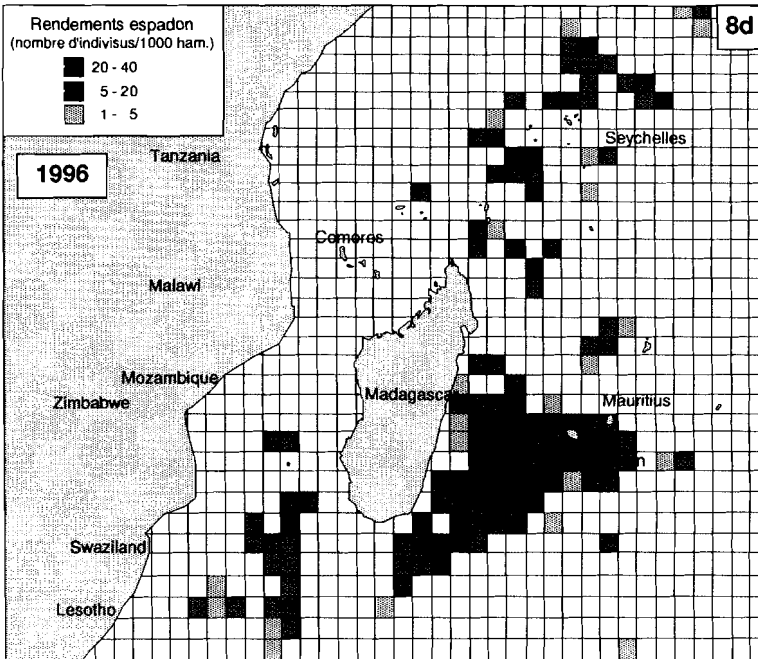 Rendements espadon
(nombre d'indivisus/1000 ham.)
20 - 40
5 - 20
1 - 5
8d
1996
Tanzania
Seychelles
Comores
Malawi
Mozambique
Zimbabwe
Madagascar
Mauritius
n
Swaziland
Lesotho